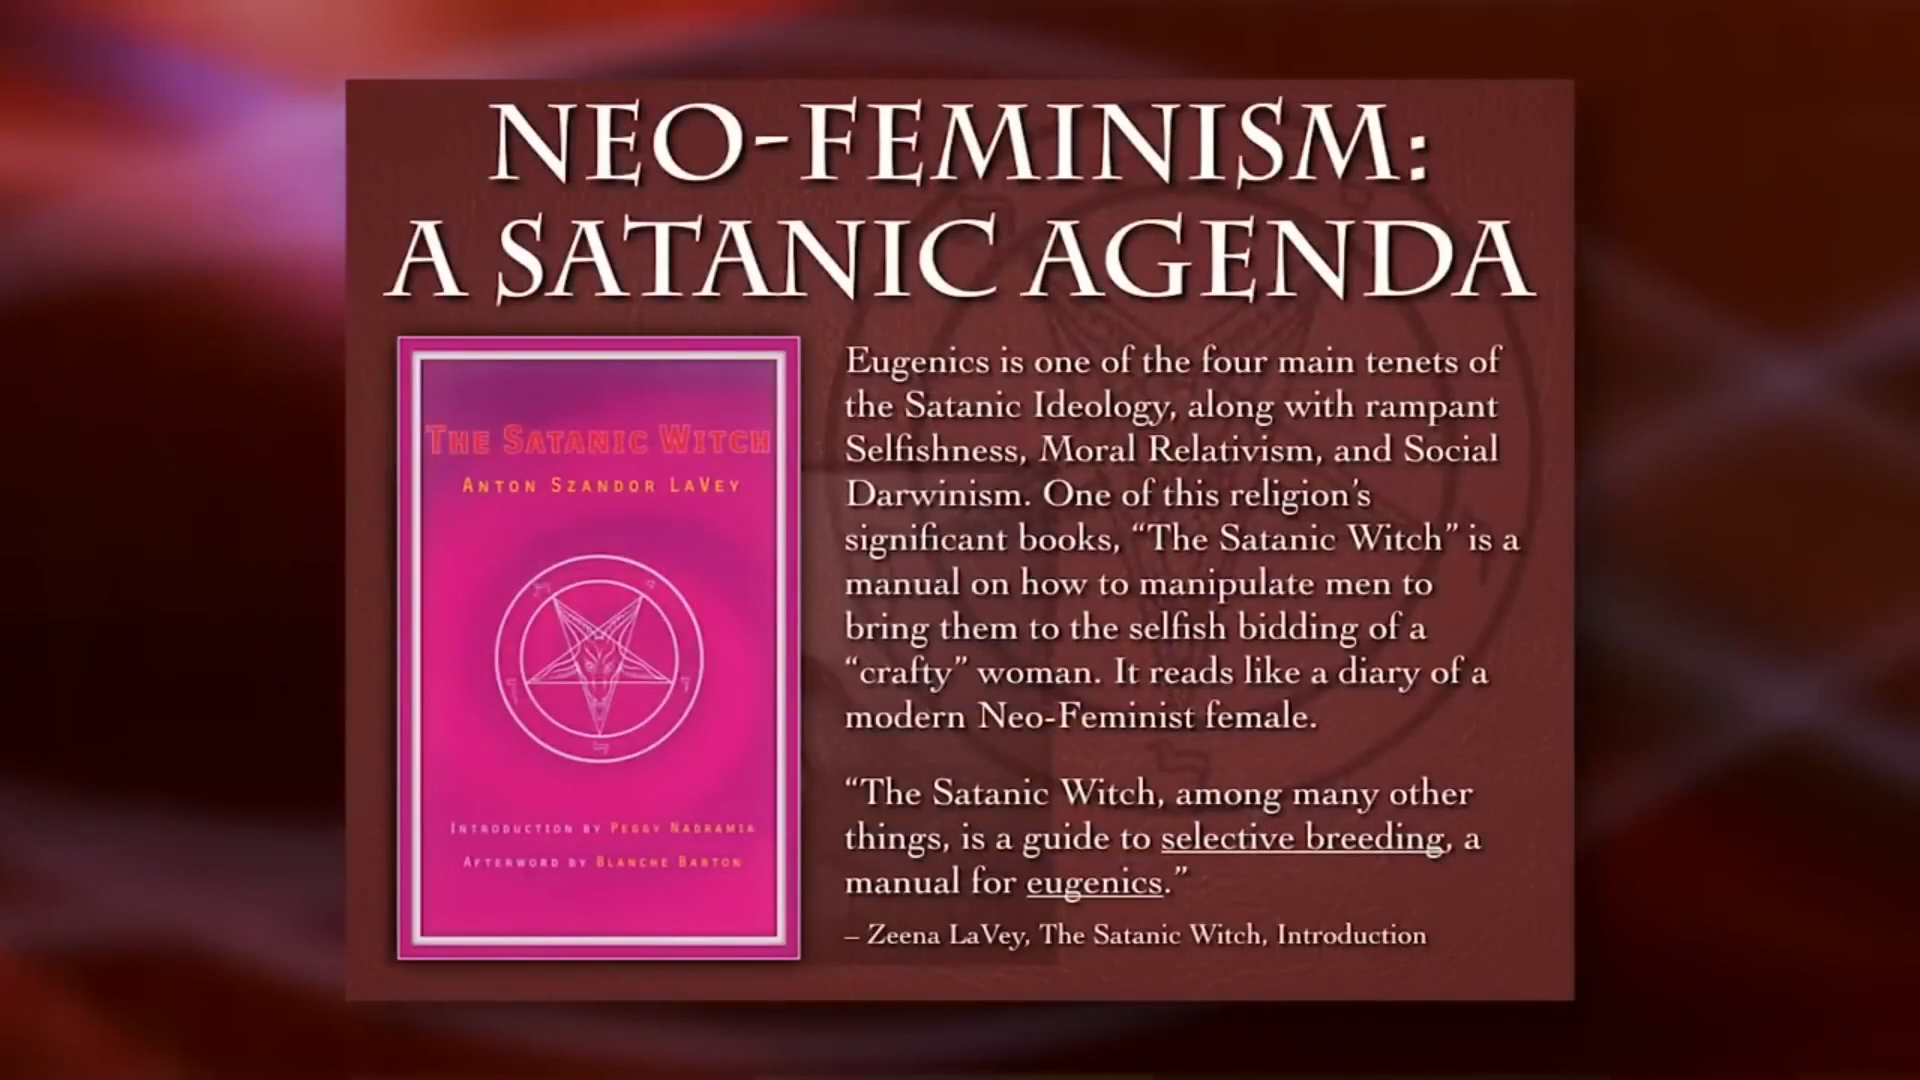 NEO-FEMINISM:
A SATANIC AGENDA
THE SATANIC WITCH
ANTON SZANDOR LAVEY
INTRODUCTION BY PEGGY NADRAMIA
AFTERWORD BY BLANCHE BARTON
Eugenics is one of the four main tenets of
the Satanic Ideology, along with rampant
Selfishness, Moral Relativism, and Social
Darwinism. One of this religion’s
significant books, “The Satanic Witch” is a
manual on how to manipulate men to
bring them to the selfish bidding of a
“crafty” woman. It reads like a diary of a
modern Neo-Feminist female.
“The Satanic Witch, among many other
things, is a guide to selective breeding, a
manual for eugenics.”
– Zeena LaVey, The Satanic Witch, Introduction